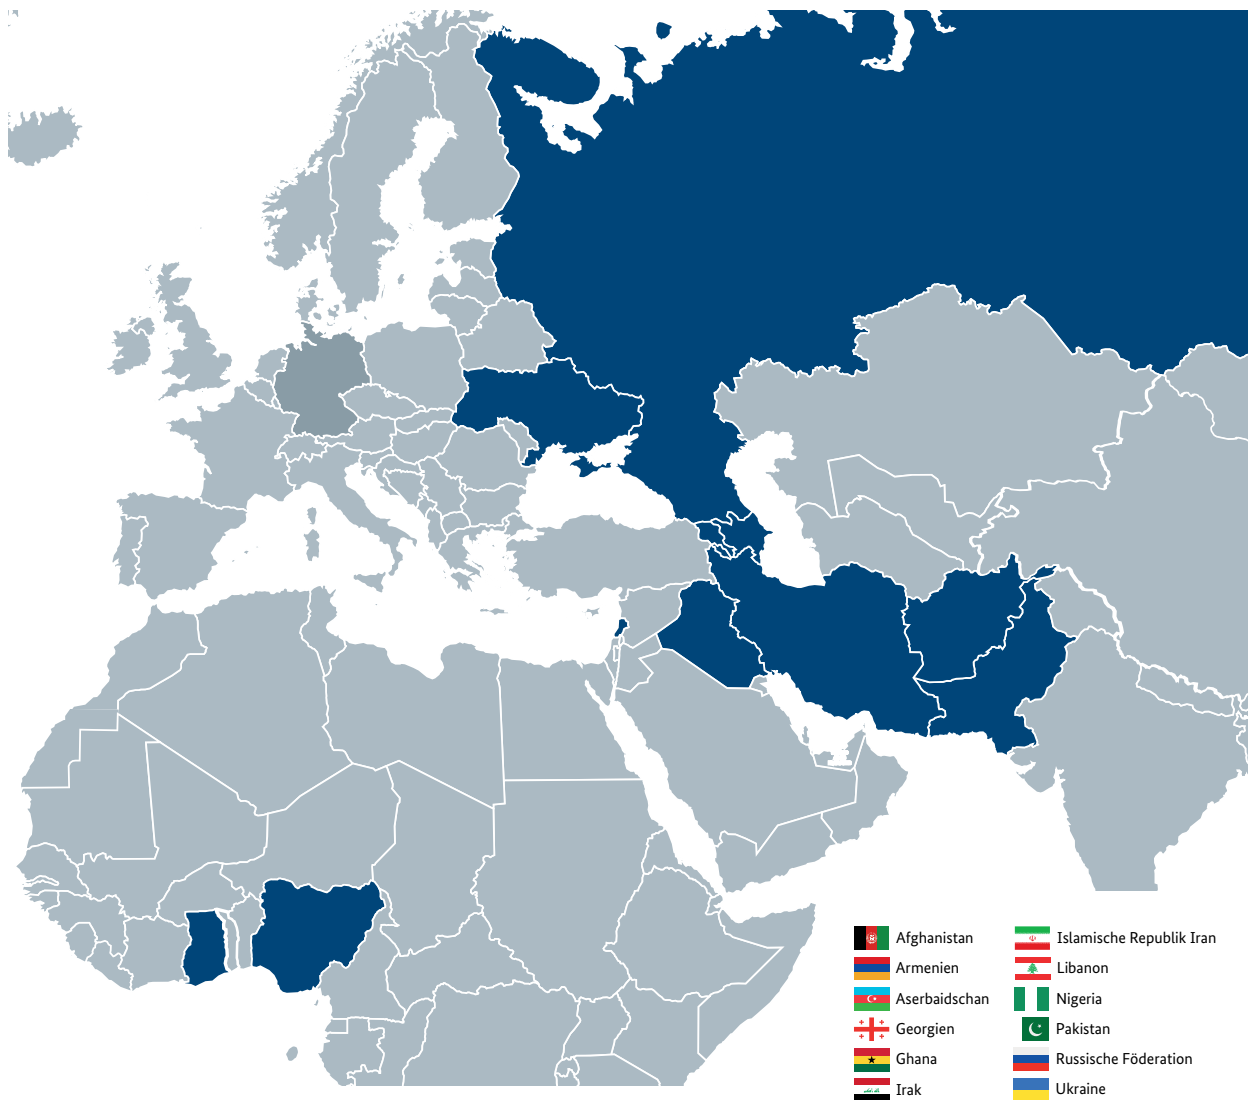 Afghanistan
Armenien
Aserbaidschan
Georgien
Ghana
Irak
Islamische Republik Iran
Libanon
Nigeria
Pakistan
Russische Föderation
Ukraine